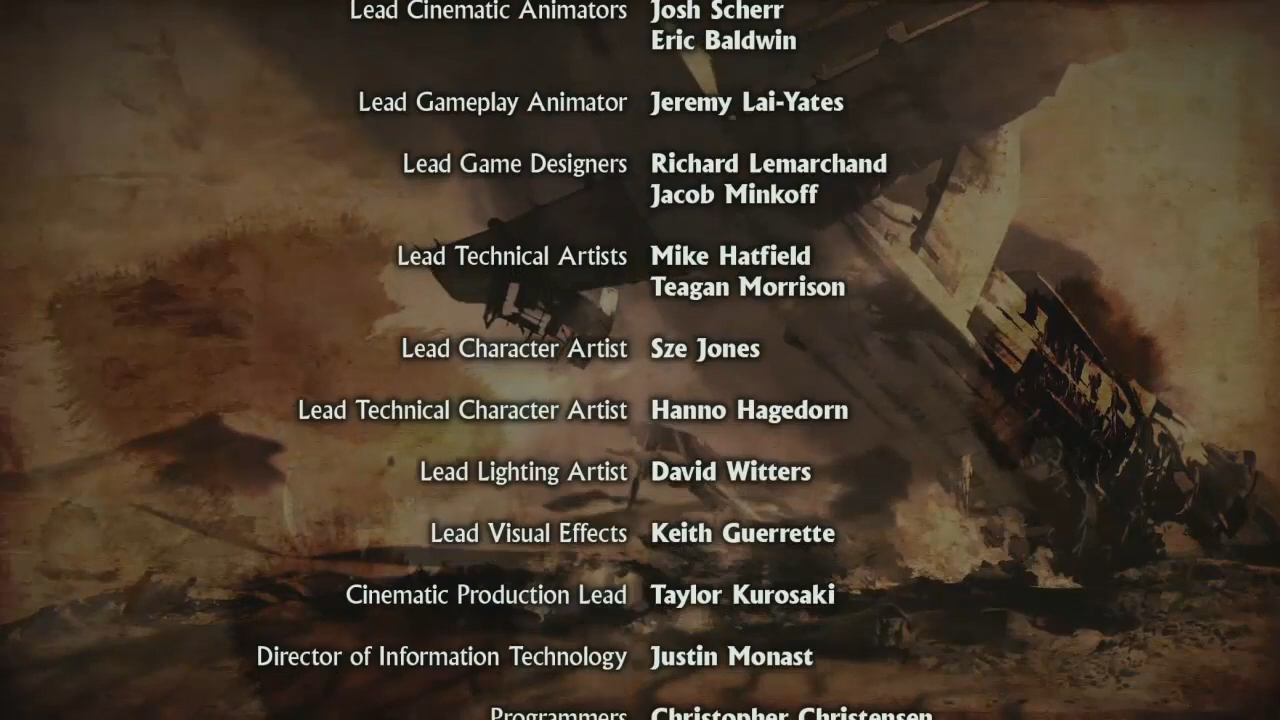 Lead Cinematic Animators Josh Scherr
Eric Baldwin
Lead Gameplay Animator Jeremy Lai-Yates
Lead Game Designers Richard Lemarchand
Jacob Minkoff
Lead Technical Artists Mike Hatfield
Teagan Morrison
Lead Character Artist Sze Jones
Lead Technical Character Artist Hanno Hagedorn
Lead Lighting Artist David Witters
Lead Visual Effects Keith Guerrette
Cinematic Production Lead Taylor Kurosaki
Director of Information Technology Justin Monast
Programmers Christopher Christensen